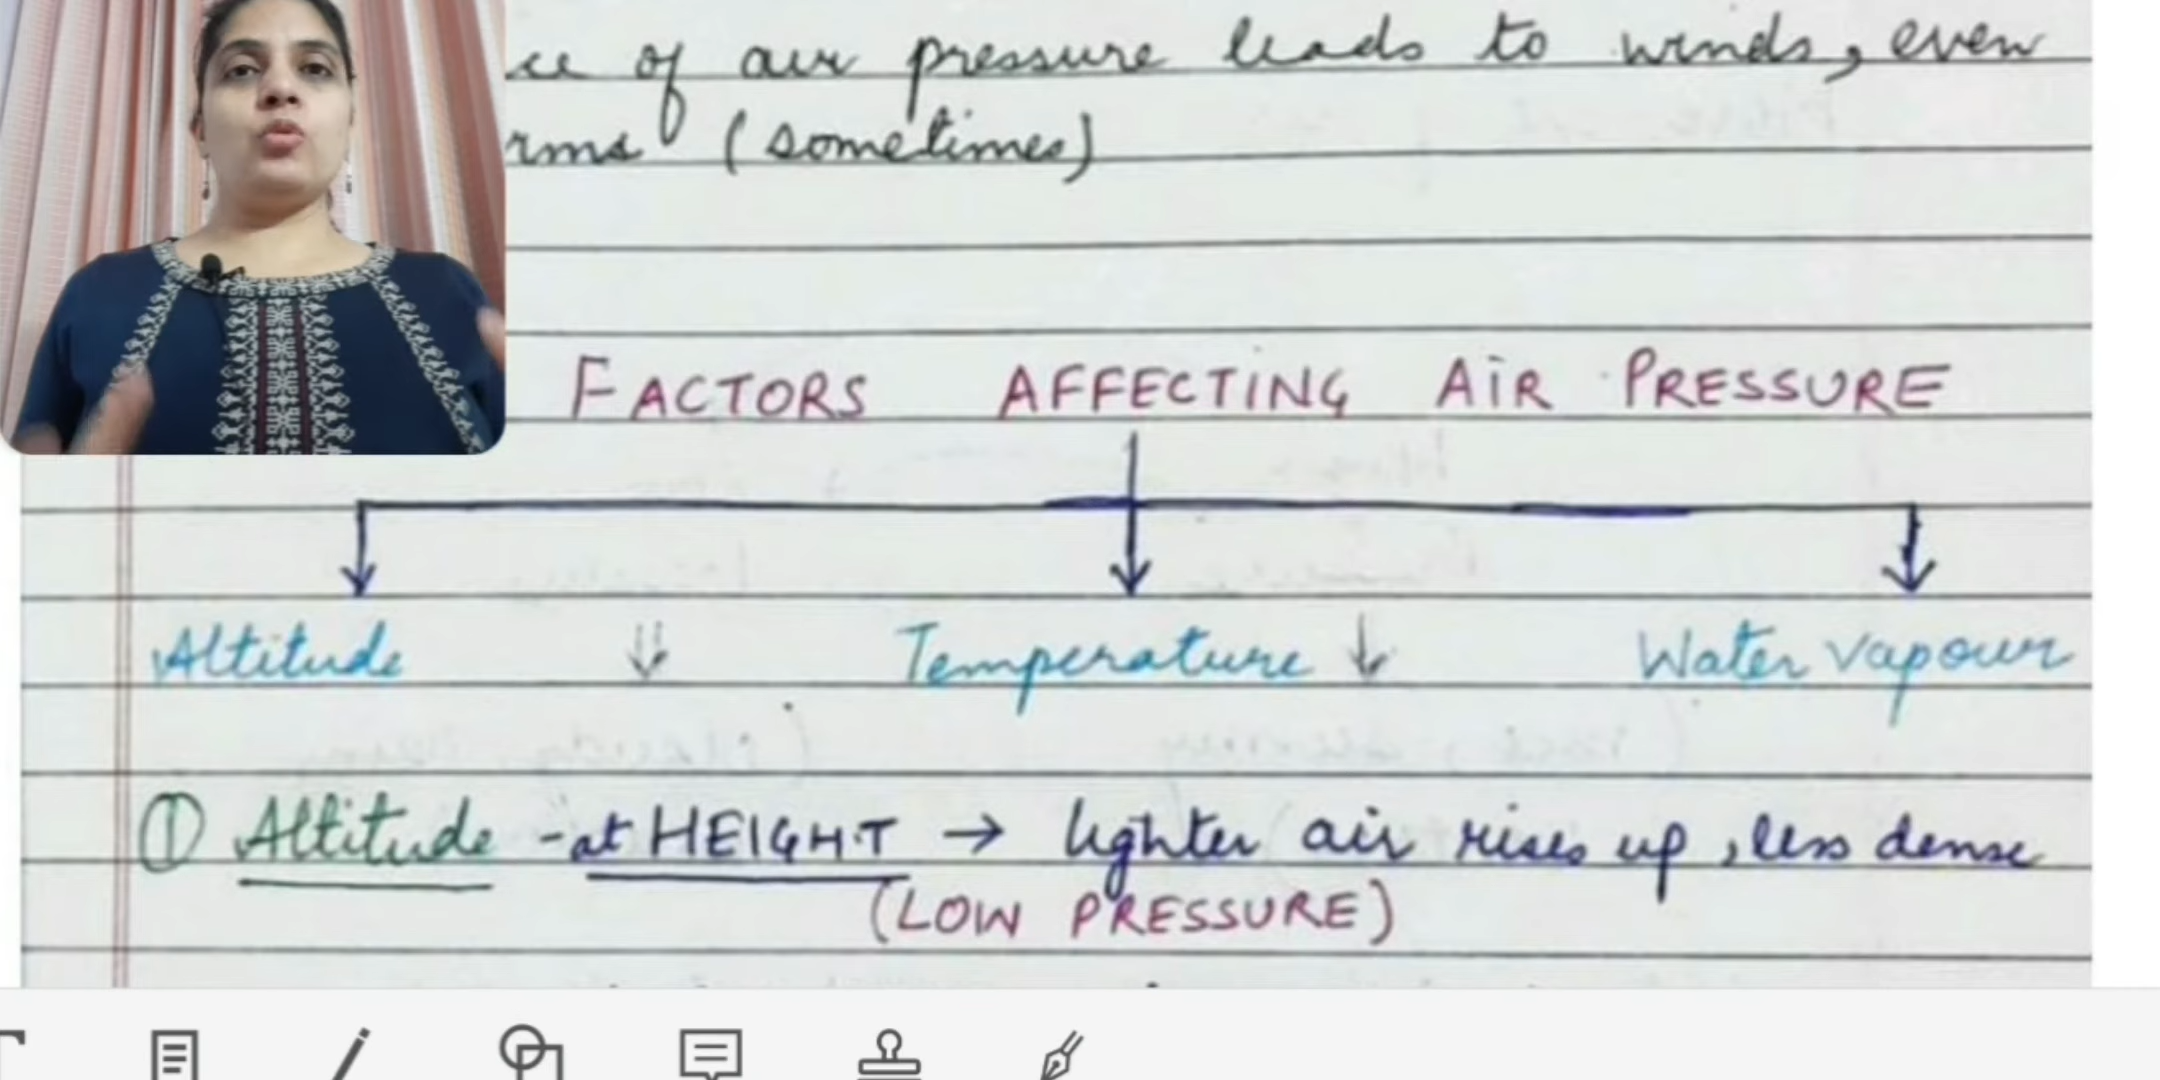 of air pressure leads to winds, even
(sometimes)
FACTORS AFFECTING AIR PRESSURE
Altitude Temperature Water vapour
① Altitude - at HEIGHT → lighter air rises up, less dense
(LOW PRESSURE)